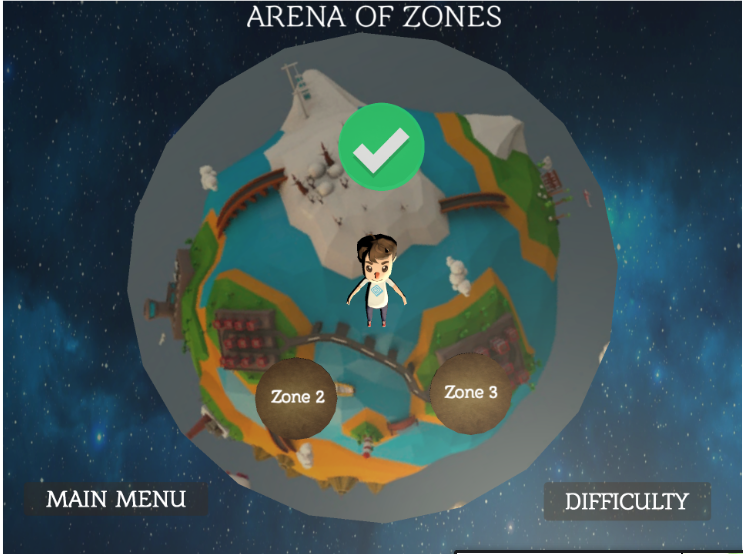 ARENA OF ZONES
Zone 2
Zone 3
MAIN MENU
DIFFICULTY